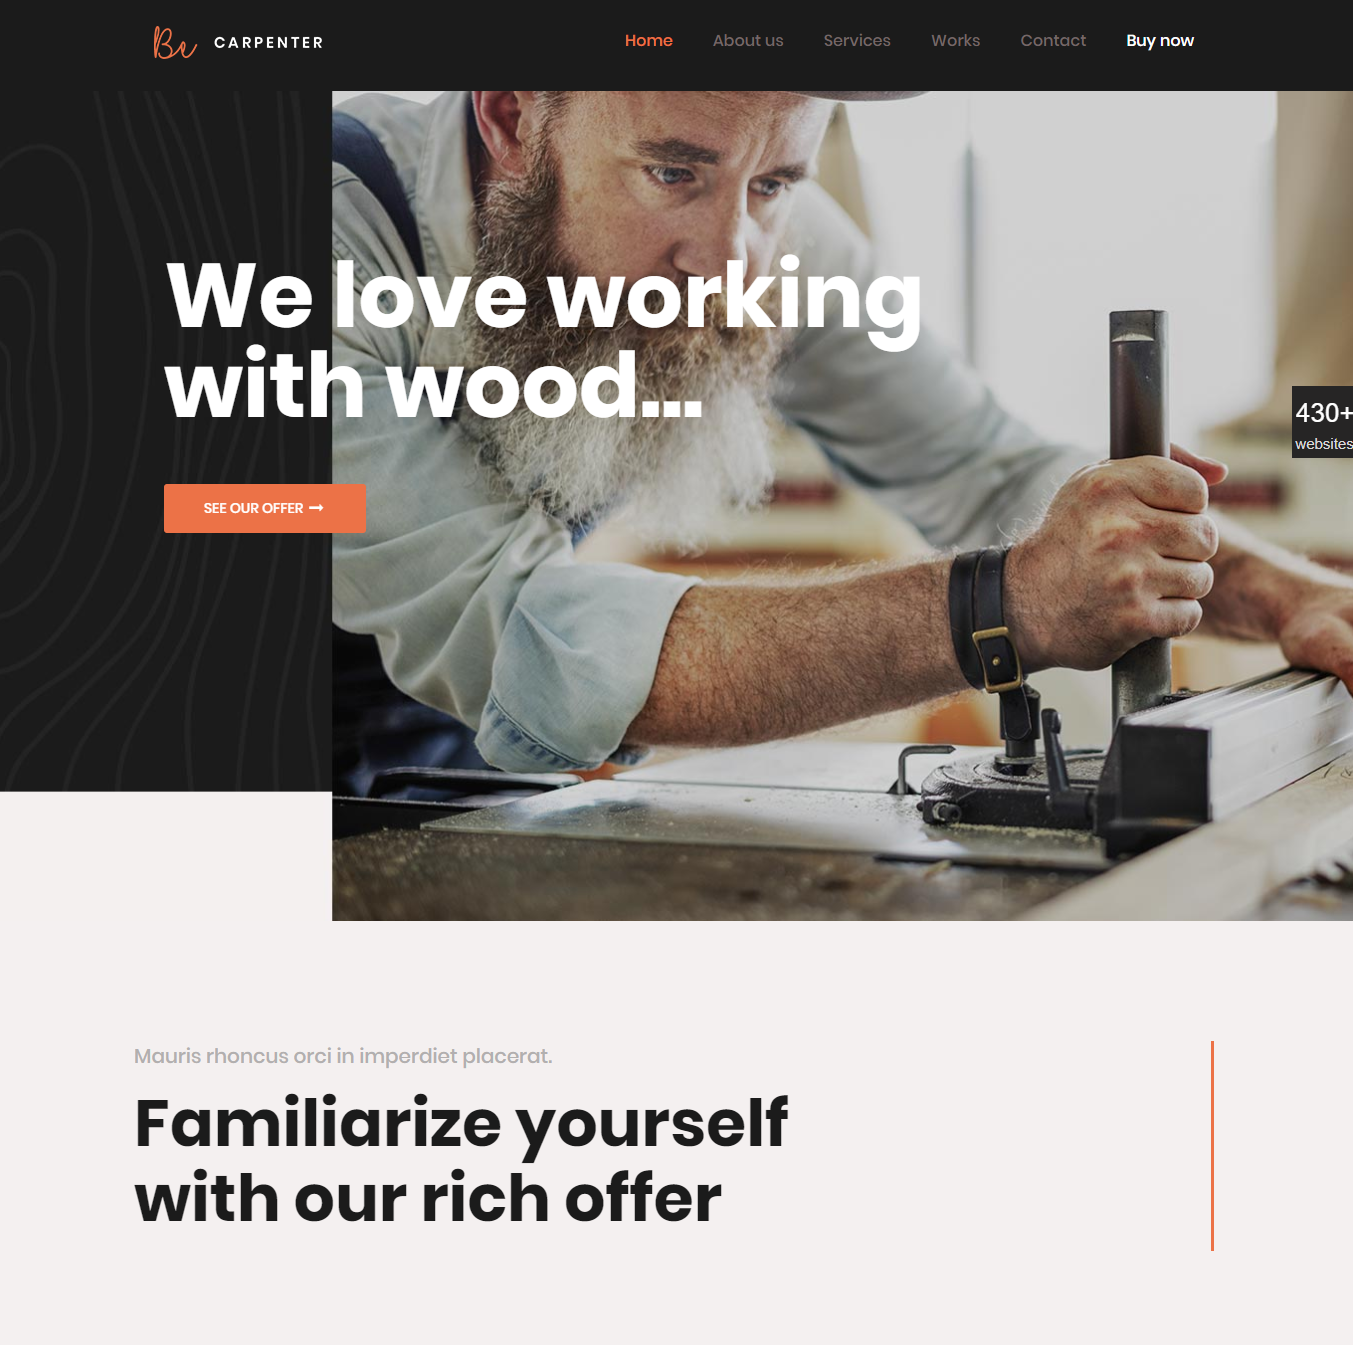 Be CARPENTER
Home About us Services Works Contact Buy now
We love working
with wood...
SEE OUR OFFER
430+
websites
Mauris rhoncus orci in imperdiet placerat.
Familiarize yourself
with our rich offer